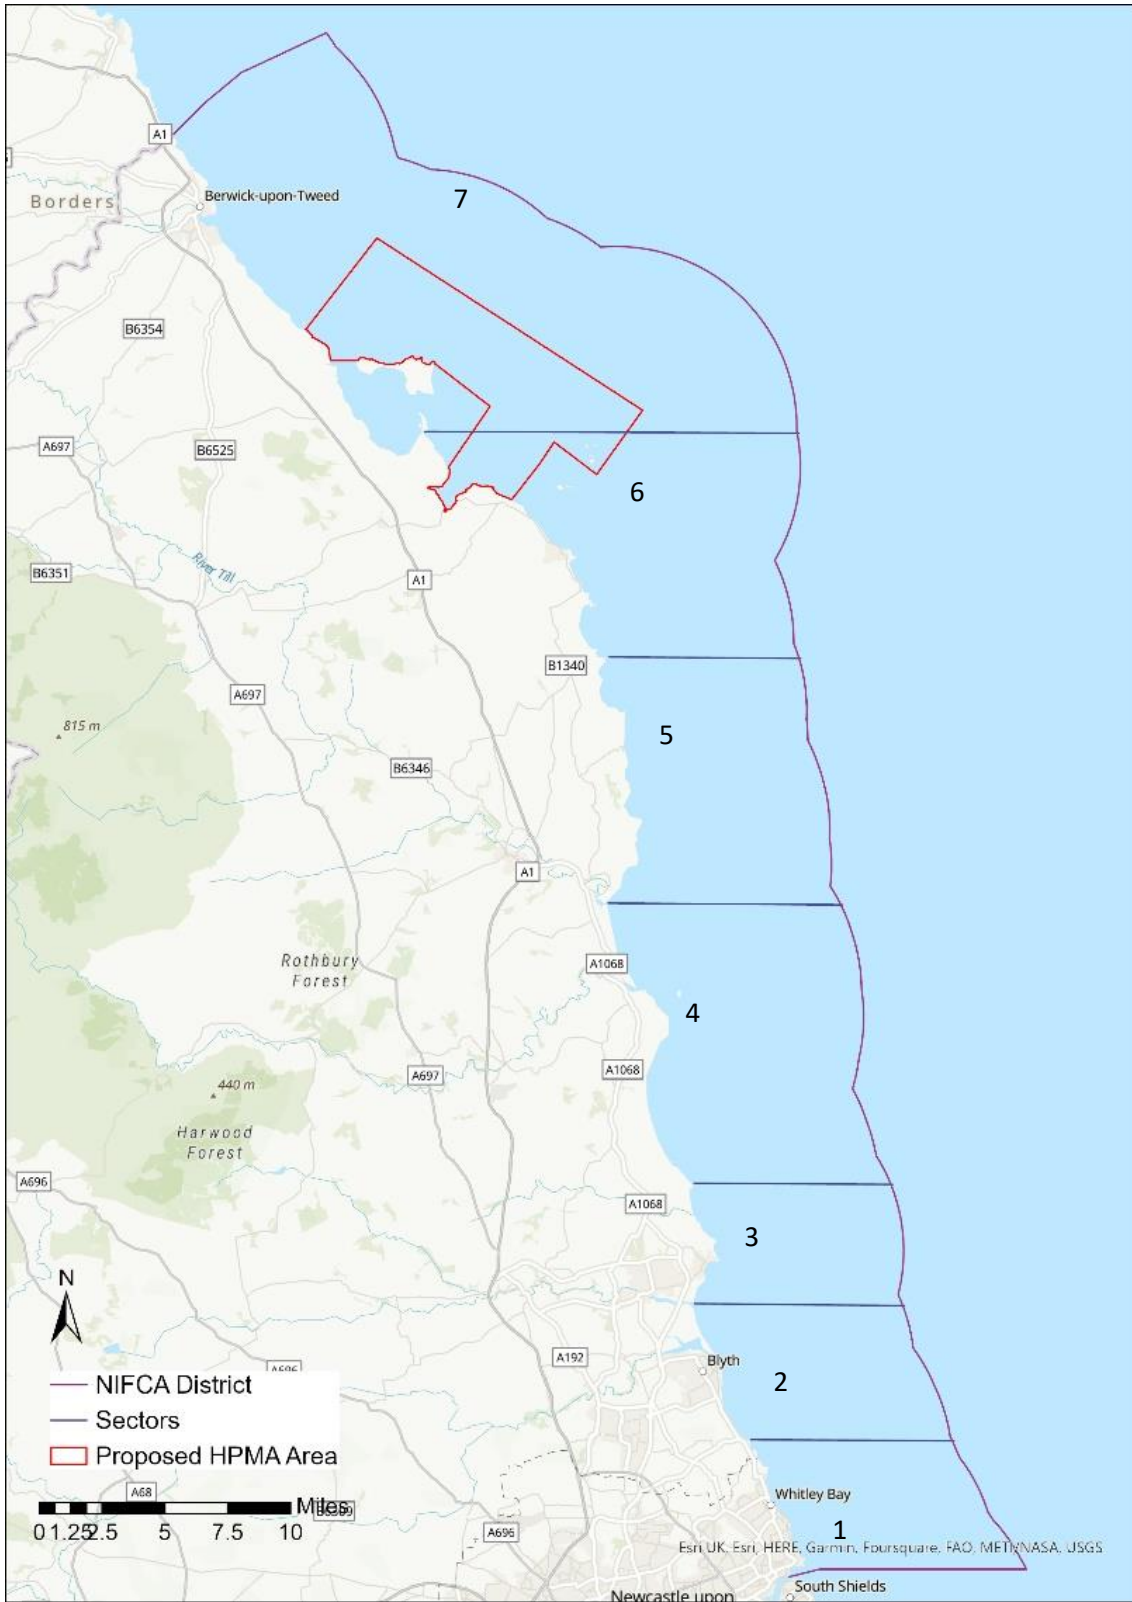 A1
Berwick-upon-Tweed
Borders
7
B6354
A697
B6525
6
River Till
B6351
A1
B1340
A697
815 m
5
B6346
A1
Rothbury
Forest
A1068
4
A1068
A697
440 m
Harwood
Forest
A696
A1068
3
N
A192
Blyth
A696
2
NIFCA District
Sectors
Proposed HPMA Area
A68
Miles
0 1.25 2.5 5 7.5 10
A696
Whitley Bay
1
Esri UK, Esri, HERE, Garmin, Foursquare, FAO, METI/NASA, USGS
South Shields
Newcastle upon